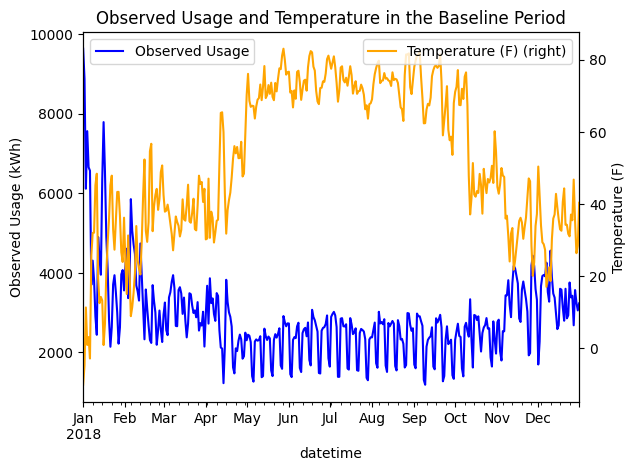 Observed Usage and Temperature in the Baseline Period
Observed Usage
Temperature (F) (right)
Observed Usage (kWh)
10000
8000
6000
4000
2000
80
60
40
20
0
Temperature (F)
Jan Feb Mar Apr May Jun Jul Aug Sep Oct Nov Dec
2018
datetime